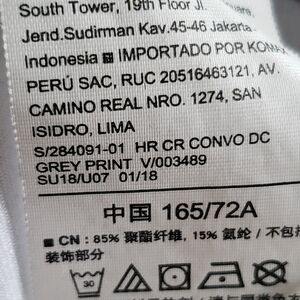 South Tower, 19th Floor Jl.
Jend.Sudirman Kav.45-46 Jakarta.
Indonesia ■ IMPORTADO POR KOMAX
PERÚ SAC, RUC 20516463121, AV.
CAMINO REAL NRO. 1274, SAN
ISIDRO, LIMA
S/284091-01 HR CR CONVO DC
GREY PRINT V/003489
SU18/U07 01/18
中国 165/72A
■ CN: 85% 聚酯纤维, 15% 氨纶 / 不包括
装饰部分
30 A